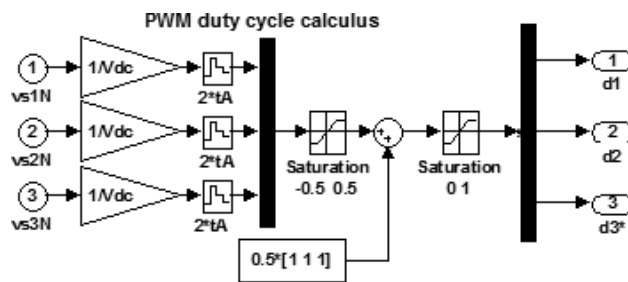 PWM duty cycle calculus
1
1/Vdc
vs1N
2*tA
1
d1
2
1/Vdc
vs2N
2*tA
Saturation
-0.5 0.5
+
+
Saturation
0 1
2
d2
3
1/Vdc
vs3N
2*tA
3
d3*
0.5*[1 1 1]